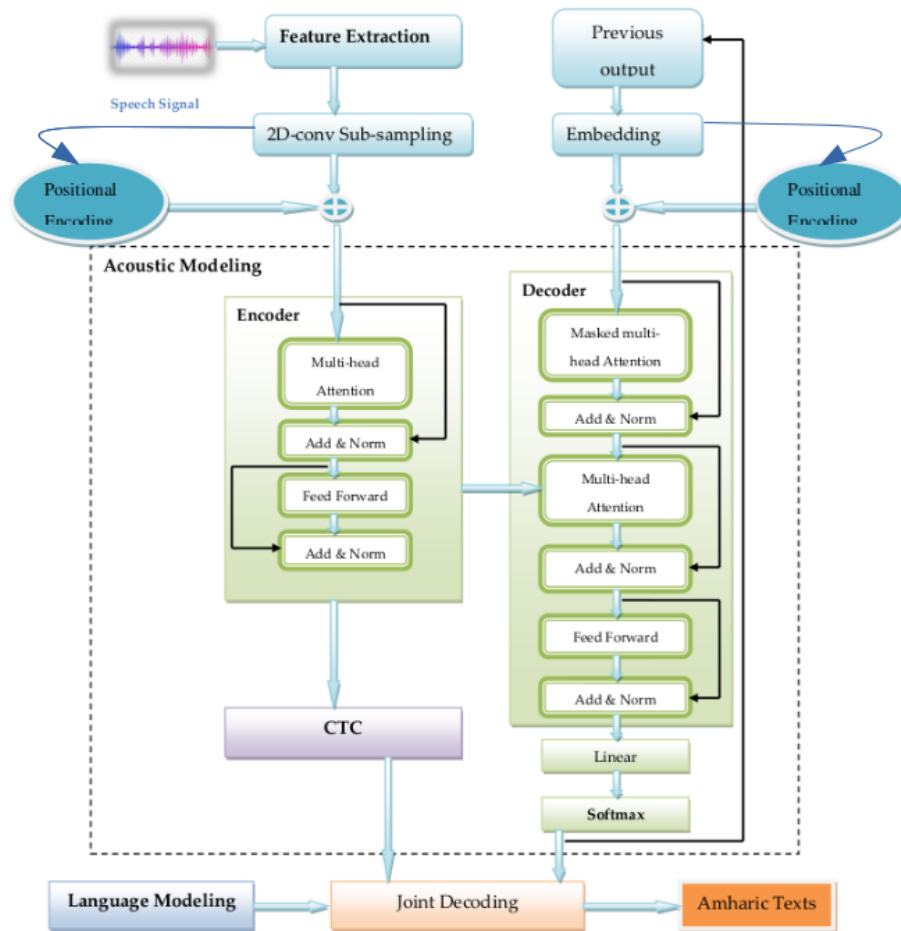 Feature Extraction
Previous
output
Speech Signal
2D-conv Sub-sampling
Embedding
Positional
Encoding
Positional
Encoding
Acoustic Modeling
Encoder
Multi-head
Attention
Add & Norm
Feed Forward
Add & Norm
Decoder
Masked multi-
head Attention
Add & Norm
Multi-head
Attention
Add & Norm
Feed Forward
Add & Norm
CTC
Linear
Softmax
Language Modeling
Joint Decoding
Amharic Texts